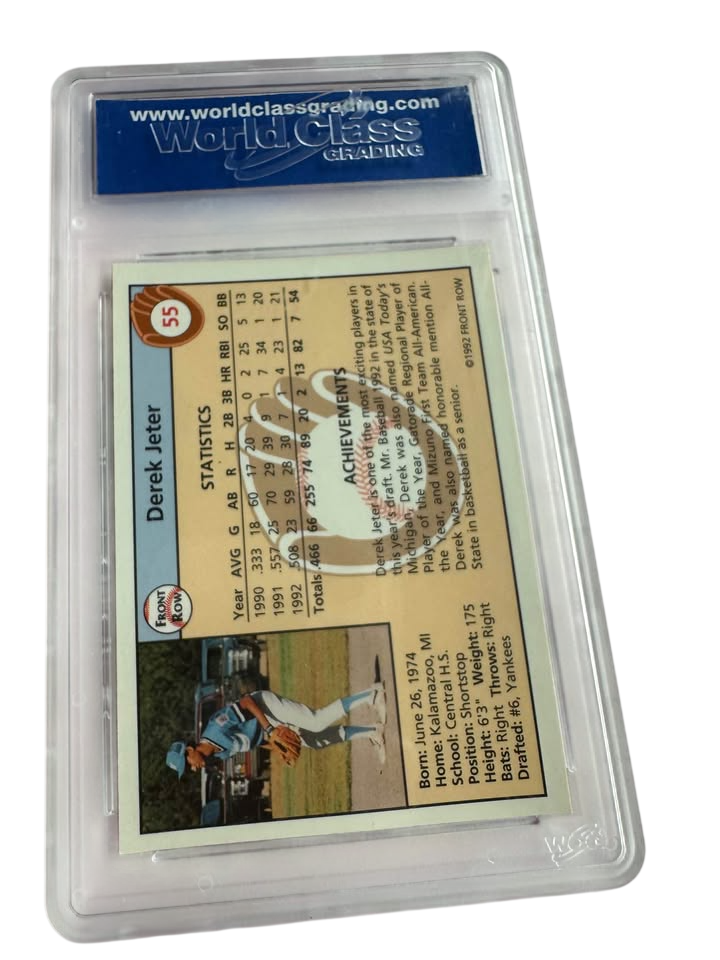 www.worldclassgrading.com
World Class
GRADING
FRONT
ROW
Derek Jeter
55
STATISTICS
Year AVG G AB R H 2B 3B HR RBI SO BB
1990 .333 18 60 17 20 4 0 2 25 5 13
1991 .557 25 70 29 39 9 1 7 34 1 20
1992 .508 23 59 28 30 7 1 4 23 1 21
Totals .466 66 255 74 89 20 2 13 82 7 54
ACHIEVEMENTS
Derek Jeter is one of the most exciting players in
this year's draft. Mr. Baseball 1992 in the state of
Michigan, Derek was also named USA Today's
Player of the Year, Gatorade Regional Player of
the Year, and Mizuno First Team All-American.
Derek was also named honorable mention All-
State in basketball as a senior.
©1992 FRONT ROW
Born: June 26, 1974
Home: Kalamazoo, MI
School: Central H.S.
Position: Shortstop
Height: 6'3" Weight: 175
Bats: Right Throws: Right
Drafted: #6, Yankees